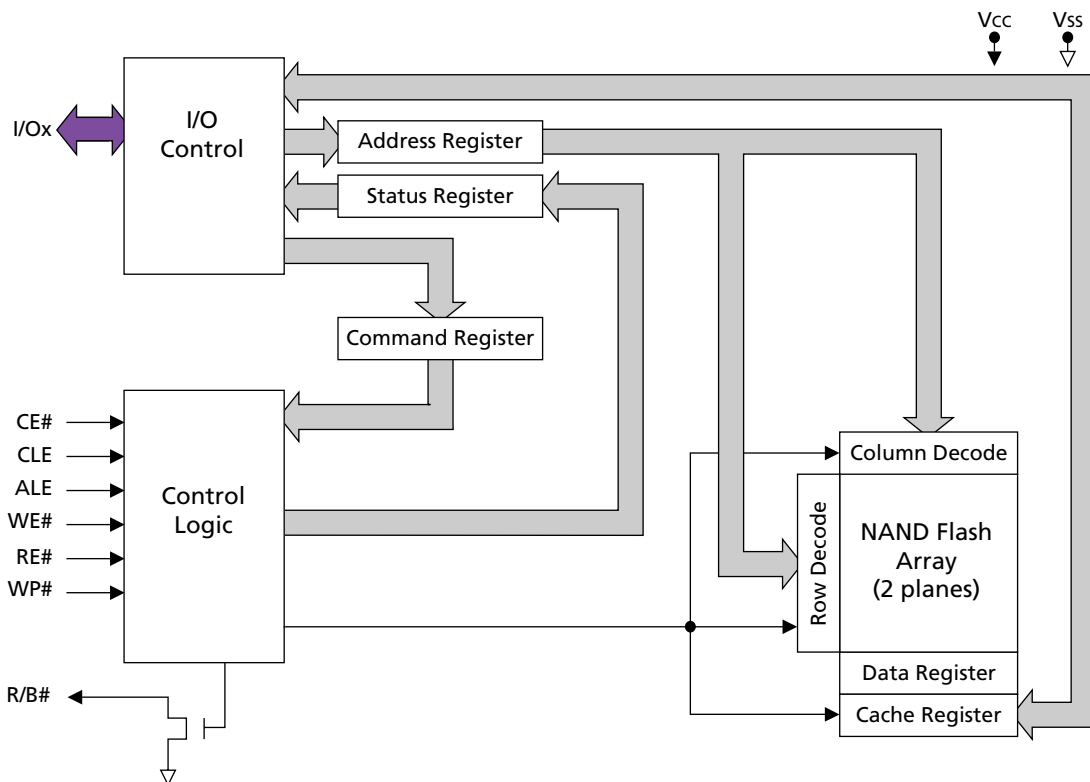 Vcc
Vss
I/Ox
I/O
Control
Address Register
Status Register
Command Register
CE#
CLE
ALE
WE#
RE#
WP#
Control
Logic
Column Decode
Row Decode
NAND Flash
Array
(2 planes)
Data Register
Cache Register
R/B#